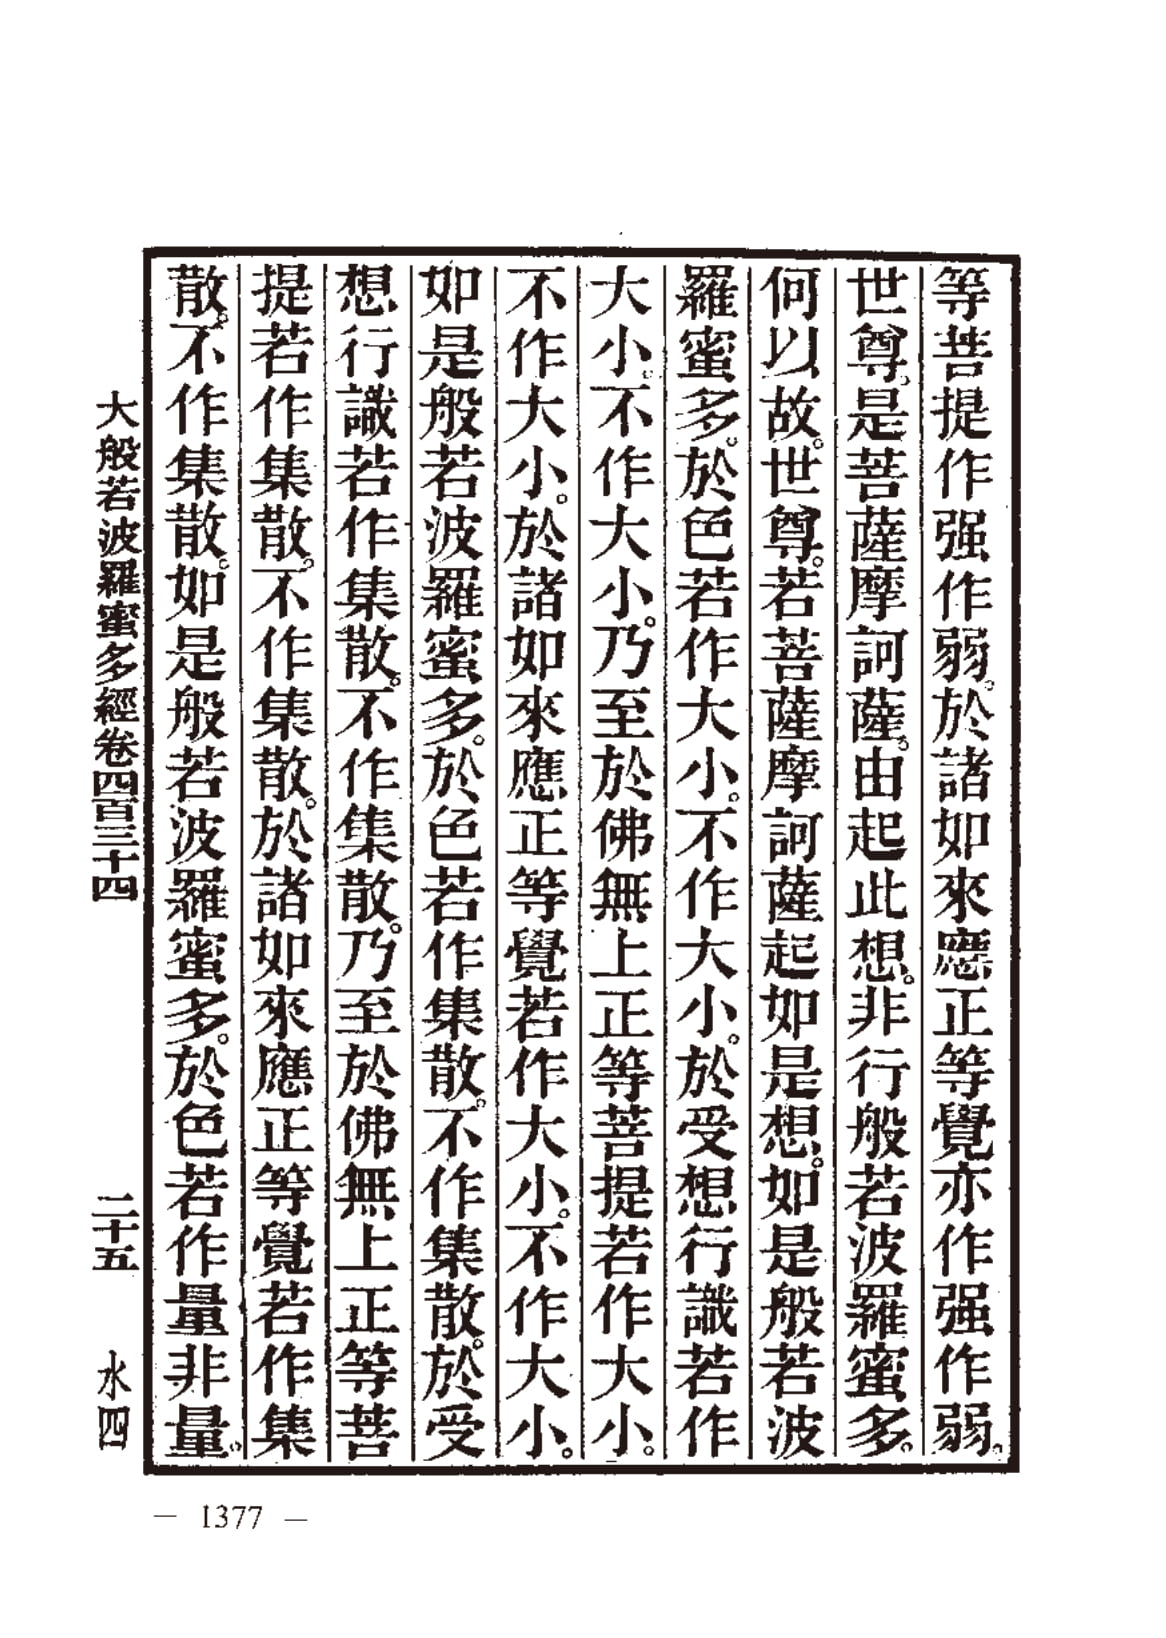 等菩提作强作弱。於諸如來應正等覺亦作强作弱。
世尊。是菩薩摩訶薩。由起此想。非行般若波羅蜜多。
何以故。世尊。若菩薩摩訶薩起如是想。如是般若波
羅蜜多。於色若作大小。不作大小。於受想行識若作
大小。不作大小。乃至於佛無上正等菩提若作大小。
不作大小。於諸如來應正等覺若作大小。不作大小。
如是般若波羅蜜多。於色若作集散。不作集散。於受
想行識若作集散。不作集散。乃至於佛無上正等菩
提若作集散。不作集散。於諸如來應正等覺若作集
散。不作集散。如是般若波羅蜜多。於色若作量非量。
大般若波羅蜜多經卷四百三十四 二十五 水四
— 1377 —